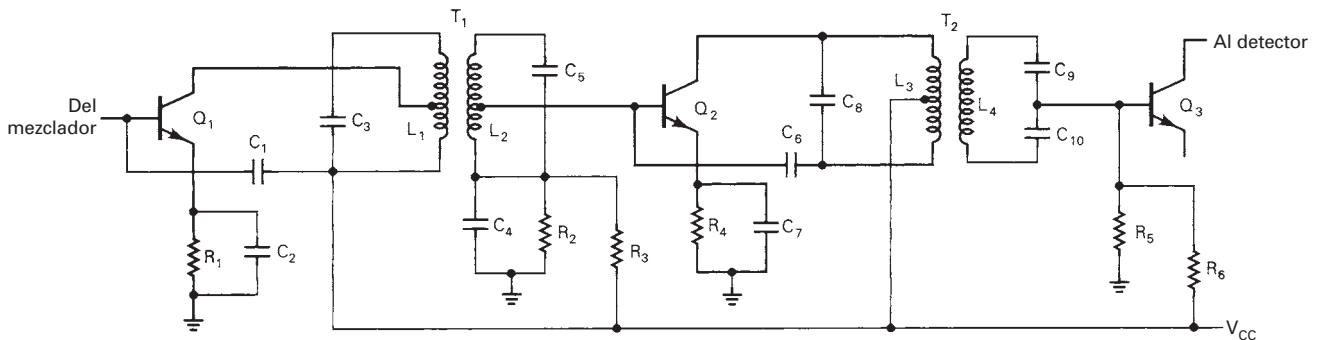 T1
T2
Al detector
Del
mezclador
Q1
C1
C3
L1
L2
C5
Q2
C6
C8
L3
L4
C9
C10
Q3
R1
C2
C4
R2
R3
R4
C7
R5
R6
VCC